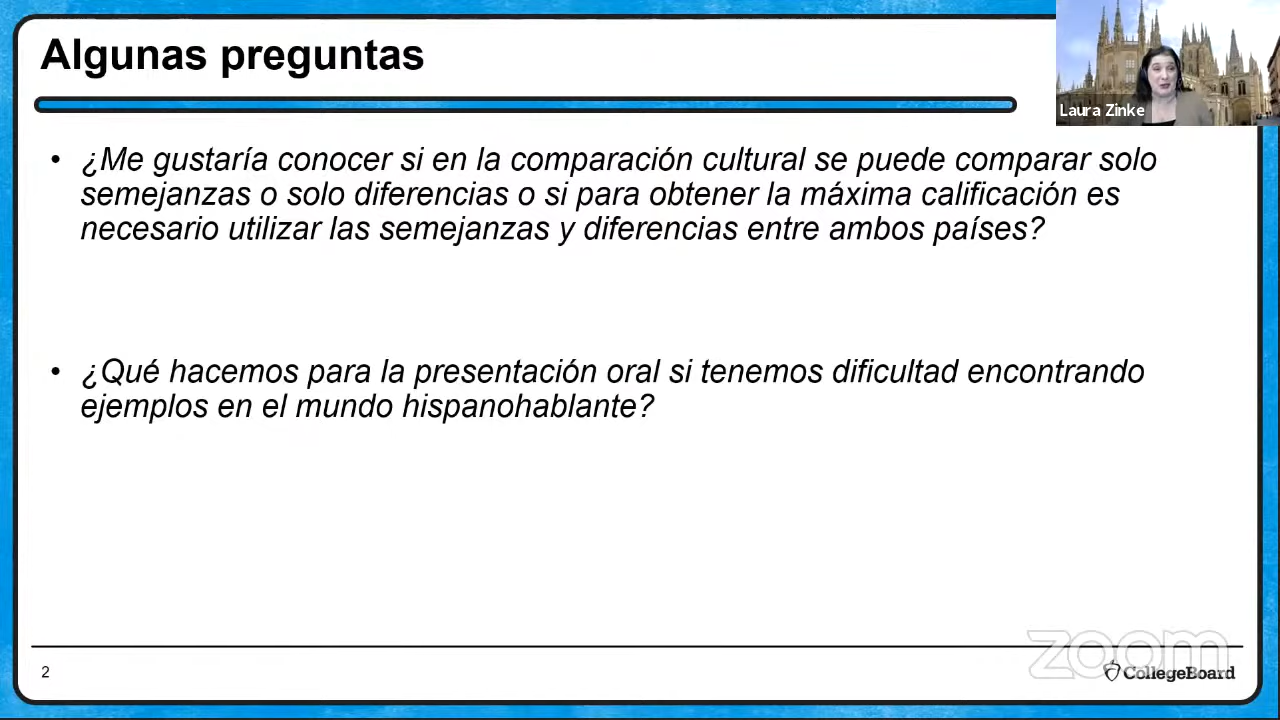 Algunas preguntas
Laura Zinke
• ¿Me gustaría conocer si en la comparación cultural se puede comparar solo
semejanzas o solo diferencias o si para obtener la máxima calificación es
necesario utilizar las semejanzas y diferencias entre ambos países?
• ¿Qué hacemos para la presentación oral si tenemos dificultad encontrando
ejemplos en el mundo hispanohablante?
zoom
2
CollegeBoard